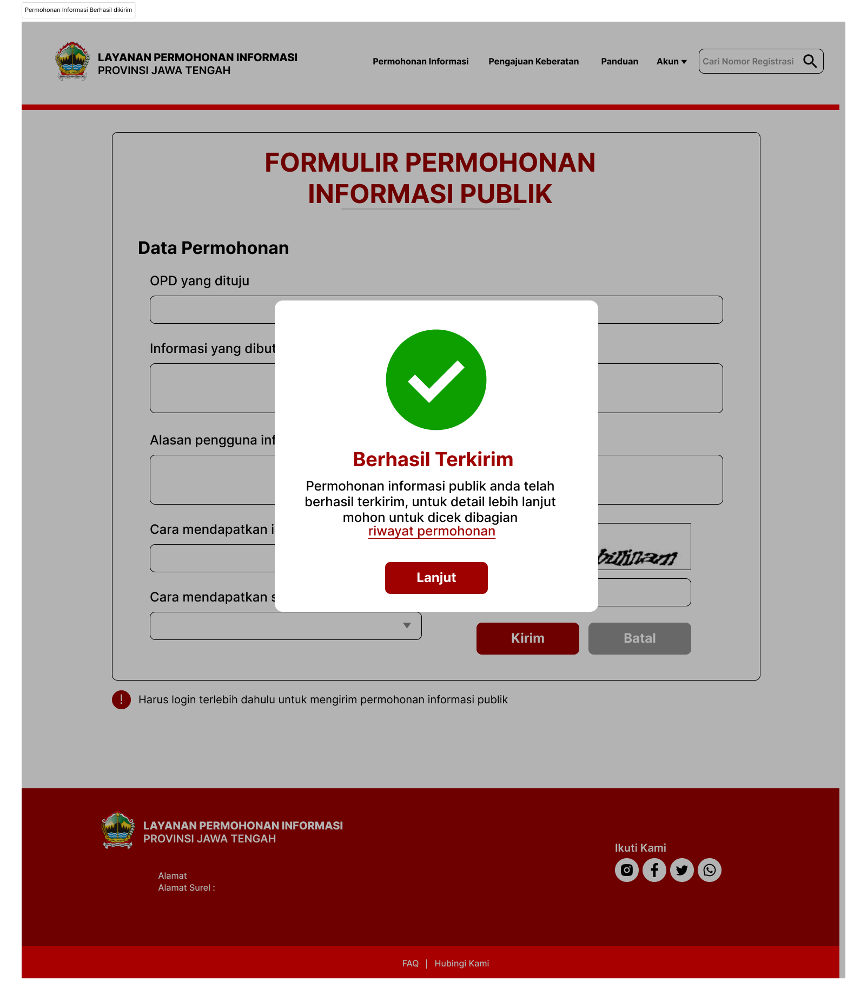 Permohonan Informasi Berhasil dikirim
LAYANAN PERMOHONAN INFORMASI
PROVINSI JAWA TENGAH
Permohonan Informasi
Pengajuan Keberatan
Panduan
Akun
Cari Nomor Registrasi
FORMULIR PERMOHONAN
INFORMASI PUBLIK
Data Permohonan
OPD yang dituju
Informasi yang dibut
Alasan pengguna inf
Cara mendapatkan i
Cara mendapatkan s
Berhasil Terkirim
Permohonan informasi publik anda telah
berhasil terkirim, untuk detail lebih lanjut
mohon untuk dicek dibagian
riwayat permohonan
Lanjut
Kirim
Batal
! Harus login terlebih dahulu untuk mengirim permohonan informasi publik
LAYANAN PERMOHONAN INFORMASI
PROVINSI JAWA TENGAH
Alamat
Alamat Surel :
Ikuti Kami
FAQ | Hubingi Kami